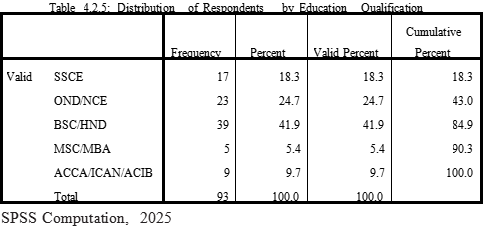 Table 4.2.5: Distribution of Respondents by Education Qualification
Frequency Percent Valid Percent Cumulative Percent
Valid SSCE 17 18.3 18.3 18.3
OND/NCE 23 24.7 24.7 43.0
BSC/HND 39 41.9 41.9 84.9
MSC/MBA 5 5.4 5.4 90.3
ACCA/ICAN/ACIB 9 9.7 9.7 100.0
Total 93 100.0 100.0
SPSS Computation, 2025